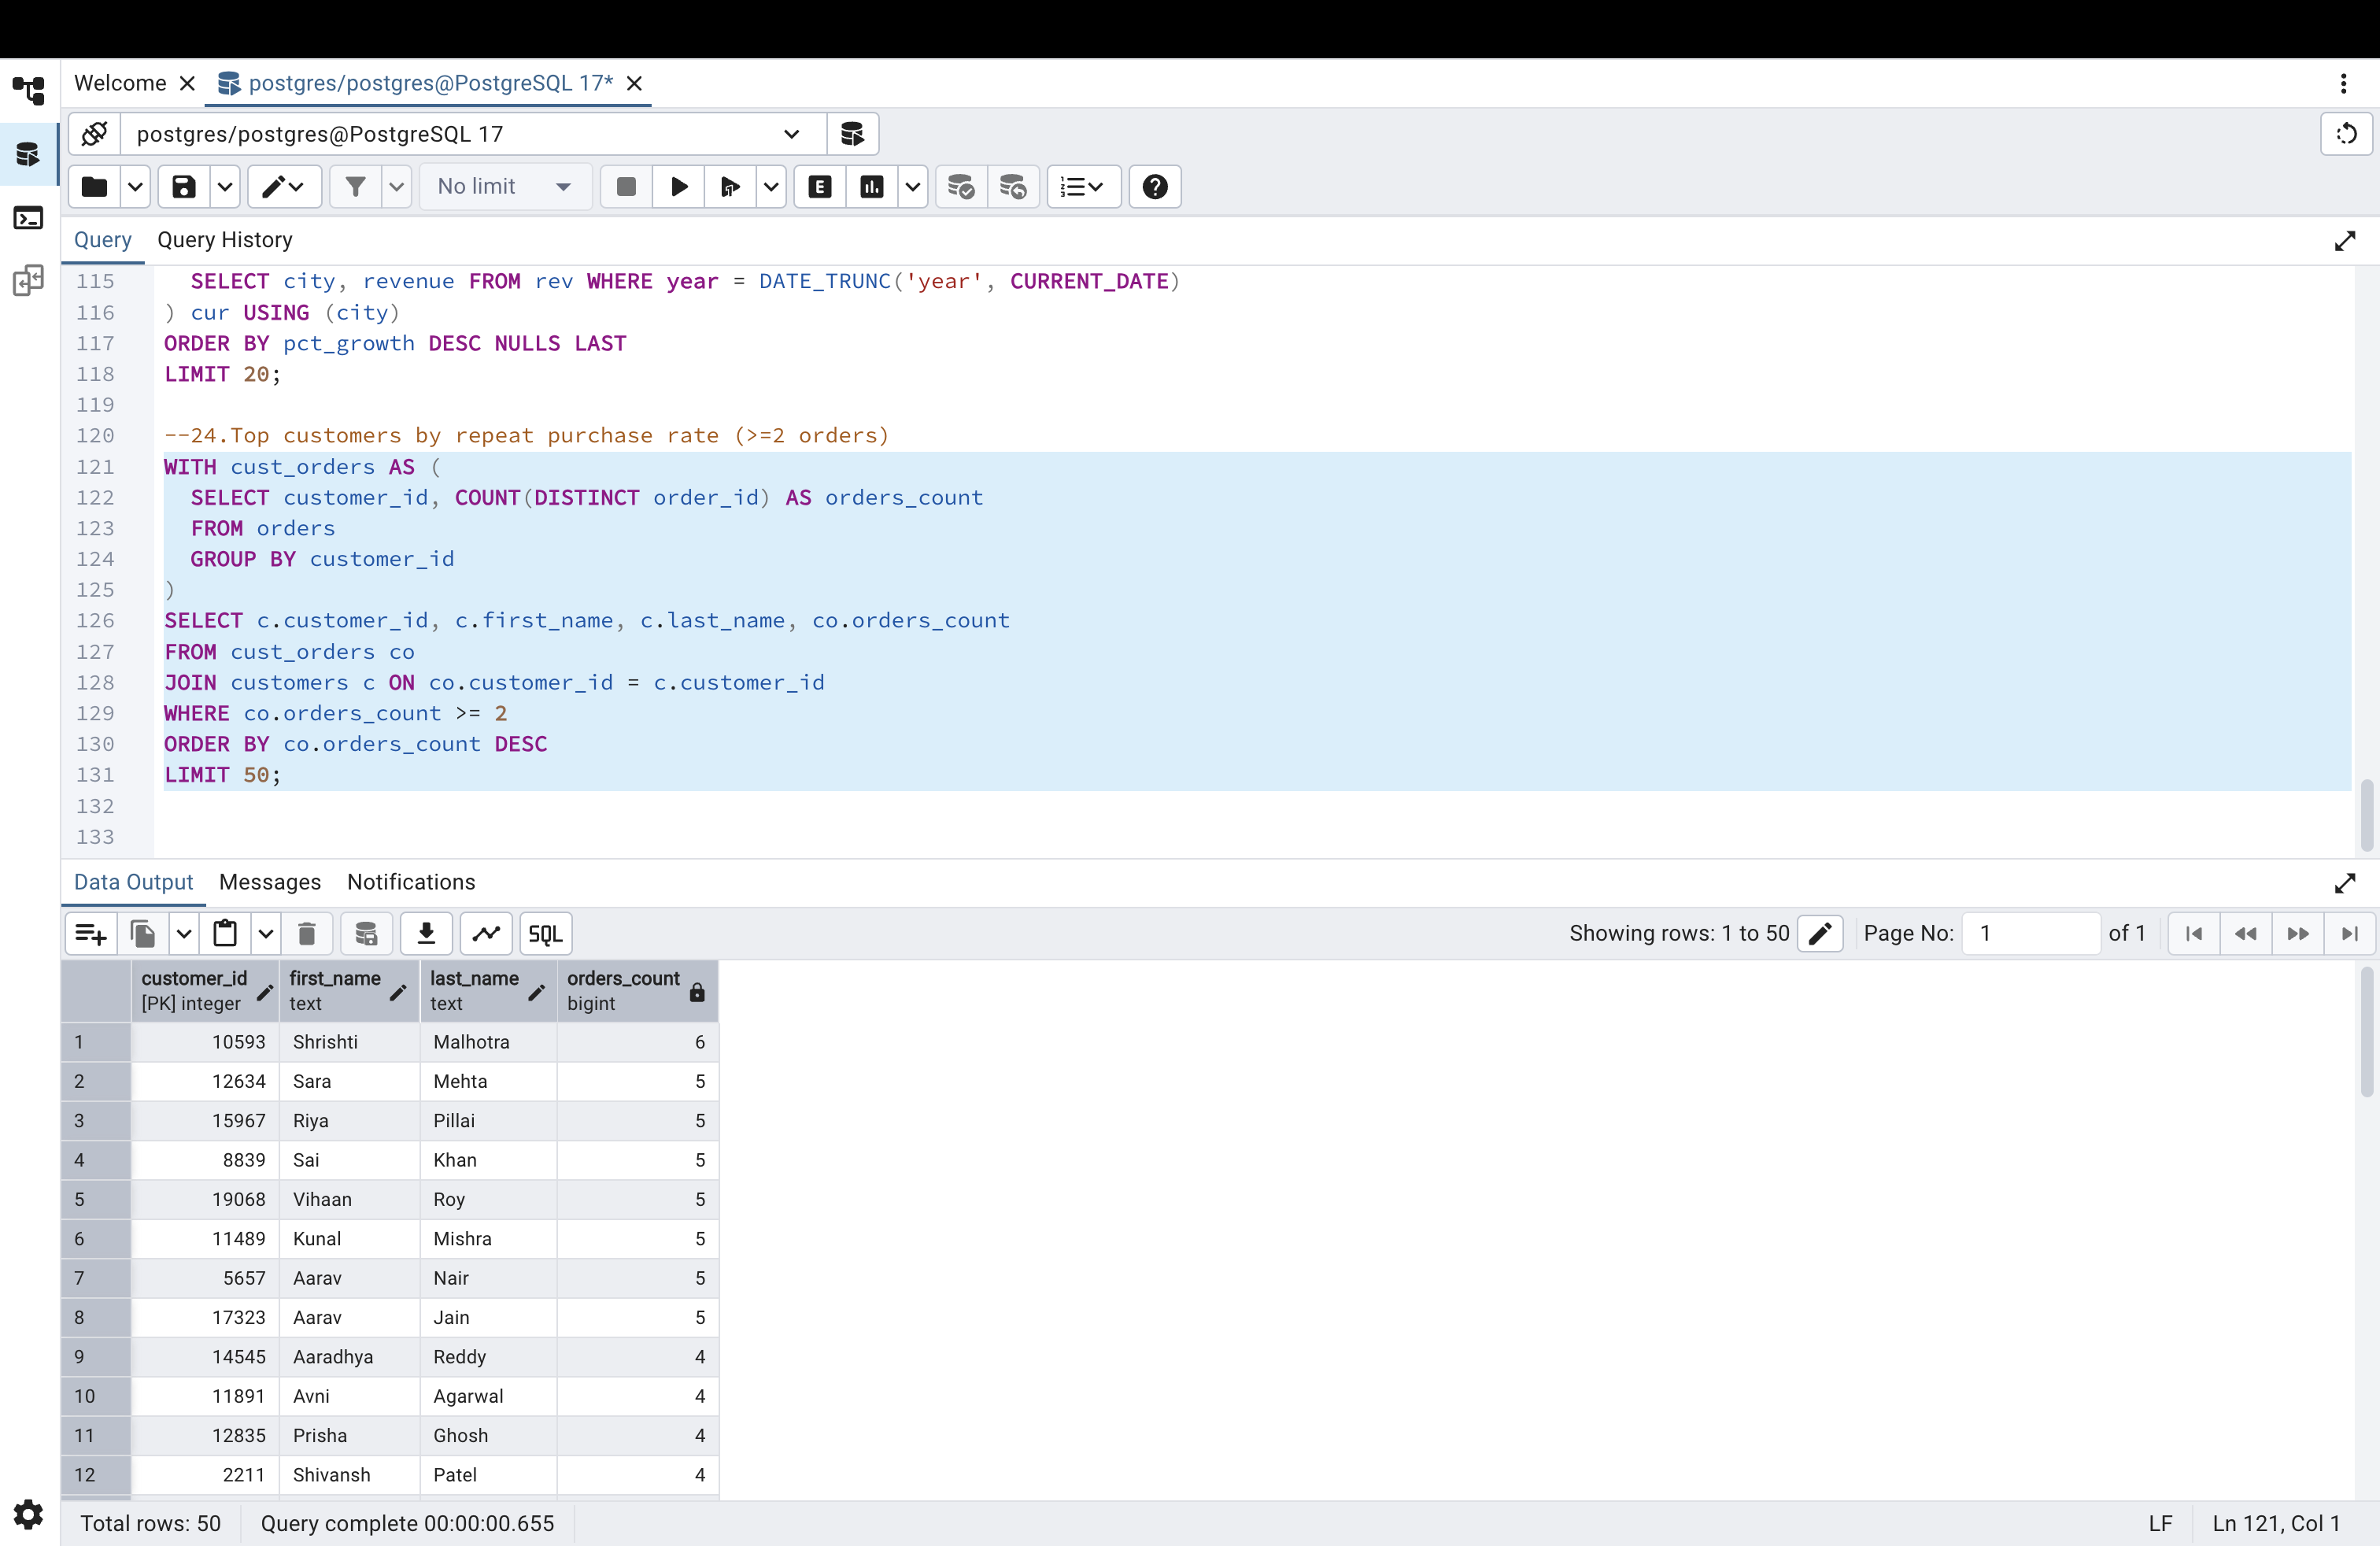 Welcome
postgres/postgres@PostgreSQL 17*
postgres/postgres@PostgreSQL 17
No limit
E
Query Query History
115   SELECT city, revenue FROM rev WHERE year = DATE_TRUNC('year', CURRENT_DATE)
116 ) cur USING (city)
117 ORDER BY pct_growth DESC NULLS LAST
118 LIMIT 20;
119
120 --24.Top customers by repeat purchase rate (>=2 orders)
121 WITH cust_orders AS (
122   SELECT customer_id, COUNT(DISTINCT order_id) AS orders_count
123   FROM orders
124   GROUP BY customer_id
125 )
126 SELECT c.customer_id, c.first_name, c.last_name, co.orders_count
127 FROM cust_orders co
128 JOIN customers c ON co.customer_id = c.customer_id
129 WHERE co.orders_count >= 2
130 ORDER BY co.orders_count DESC
131 LIMIT 50;
132
133
Data Output Messages Notifications
SQL Showing rows: 1 to 50 Page No: 1 of 1
customer_id first_name last_name orders_count
[PK] integer text text bigint
1 10593 Shrishti Malhotra 6
2 12634 Sara Mehta 5
3 15967 Riya Pillai 5
4 8839 Sai Khan 5
5 19068 Vihaan Roy 5
6 11489 Kunal Mishra 5
7 5657 Aarav Nair 5
8 17323 Aarav Jain 5
9 14545 Aaradhya Reddy 4
10 11891 Avni Agarwal 4
11 12835 Prisha Ghosh 4
12 2211 Shivansh Patel 4
Total rows: 50 Query complete 00:00:00.655 LF Ln 121, Col 1